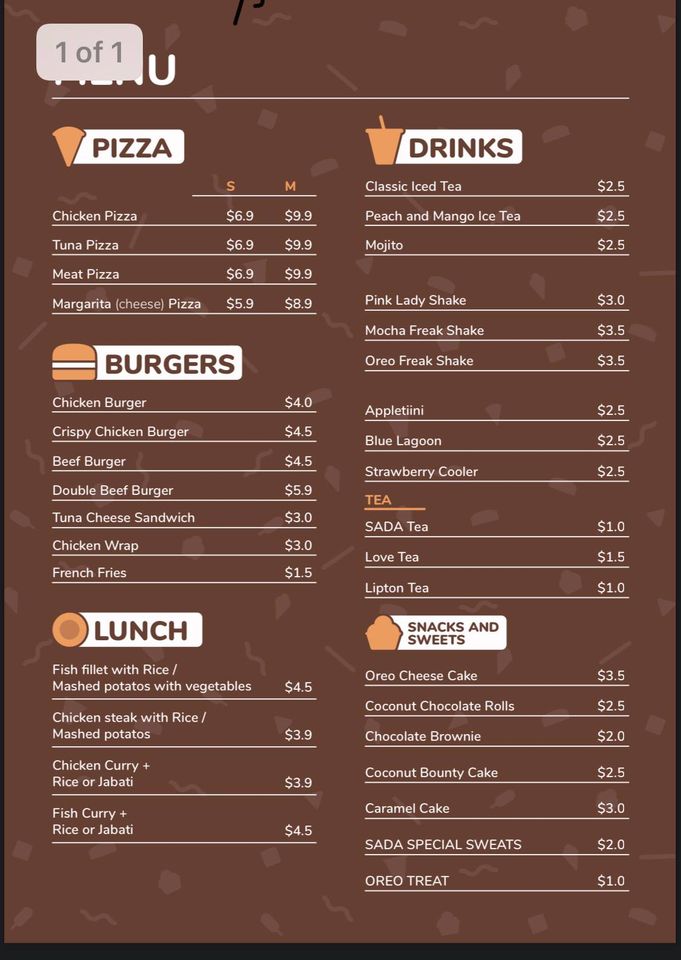 1 of 1
PIZZA
S M
Chicken Pizza $6.9 $9.9
Tuna Pizza $6.9 $9.9
Meat Pizza $6.9 $9.9
Margarita (cheese) Pizza $5.9 $8.9
BURGERS
Chicken Burger $4.0
Crispy Chicken Burger $4.5
Beef Burger $4.5
Double Beef Burger $5.9
Tuna Cheese Sandwich $3.0
Chicken Wrap $3.0
French Fries $1.5
LUNCH
Fish fillet with Rice /
Mashed potatos with vegetables $4.5
Chicken steak with Rice /
Mashed potatos $3.9
Chicken Curry +
Rice or Jabati $3.9
Fish Curry +
Rice or Jabati $4.5
DRINKS
Classic Iced Tea $2.5
Peach and Mango Ice Tea $2.5
Mojito $2.5
Pink Lady Shake $3.0
Mocha Freak Shake $3.5
Oreo Freak Shake $3.5
Appletiini $2.5
Blue Lagoon $2.5
Strawberry Cooler $2.5
TEA
SADA Tea $1.0
Love Tea $1.5
Lipton Tea $1.0
SNACKS AND
SWEETS
Oreo Cheese Cake $3.5
Coconut Chocolate Rolls $2.5
Chocolate Brownie $2.0
Coconut Bounty Cake $2.5
Caramel Cake $3.0
SADA SPECIAL SWEATS $2.0
OREO TREAT $1.0